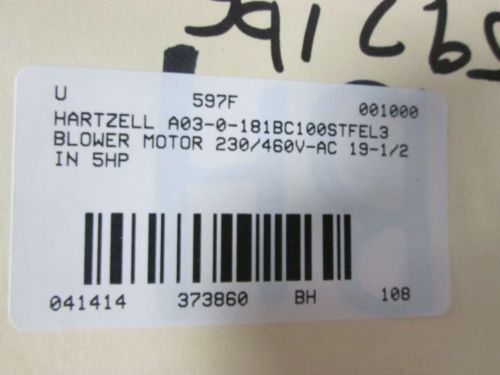 U 597F 001000
HARTZELL A03-0-181BC100STFEL3
BLOWER MOTOR 230/460V-AC 19-1/2
IN 5HP
041414 373860 BH 108